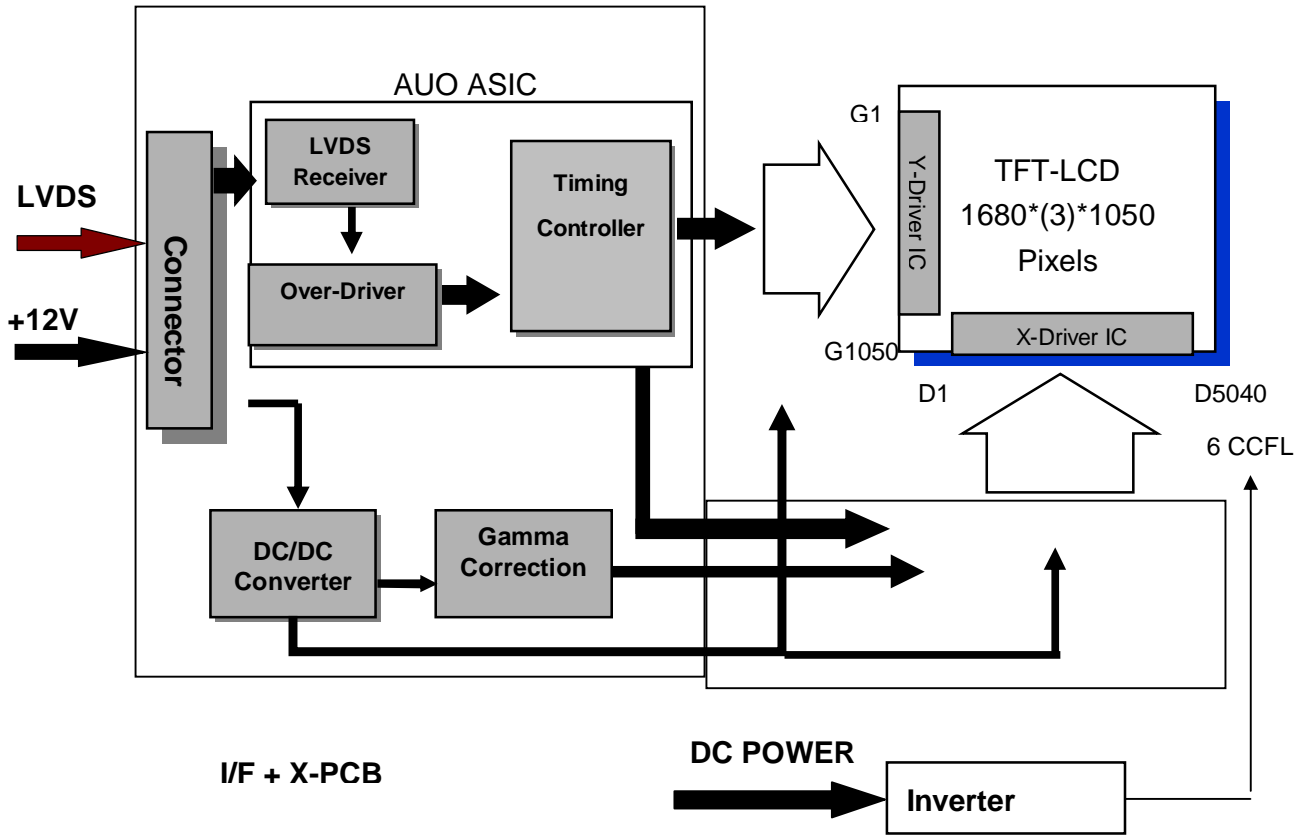 AUO ASIC
LVDS
Receiver
Timing
Controller
Over-Driver
Connector
LVDS
+12V
DC/DC
Converter
Gamma
Correction
G1
Y-Driver IC
TFT-LCD
1680*(3)*1050
Pixels
X-Driver IC
G1050
D1
D5040
6 CCFL
I/F + X-PCB
DC POWER
Inverter